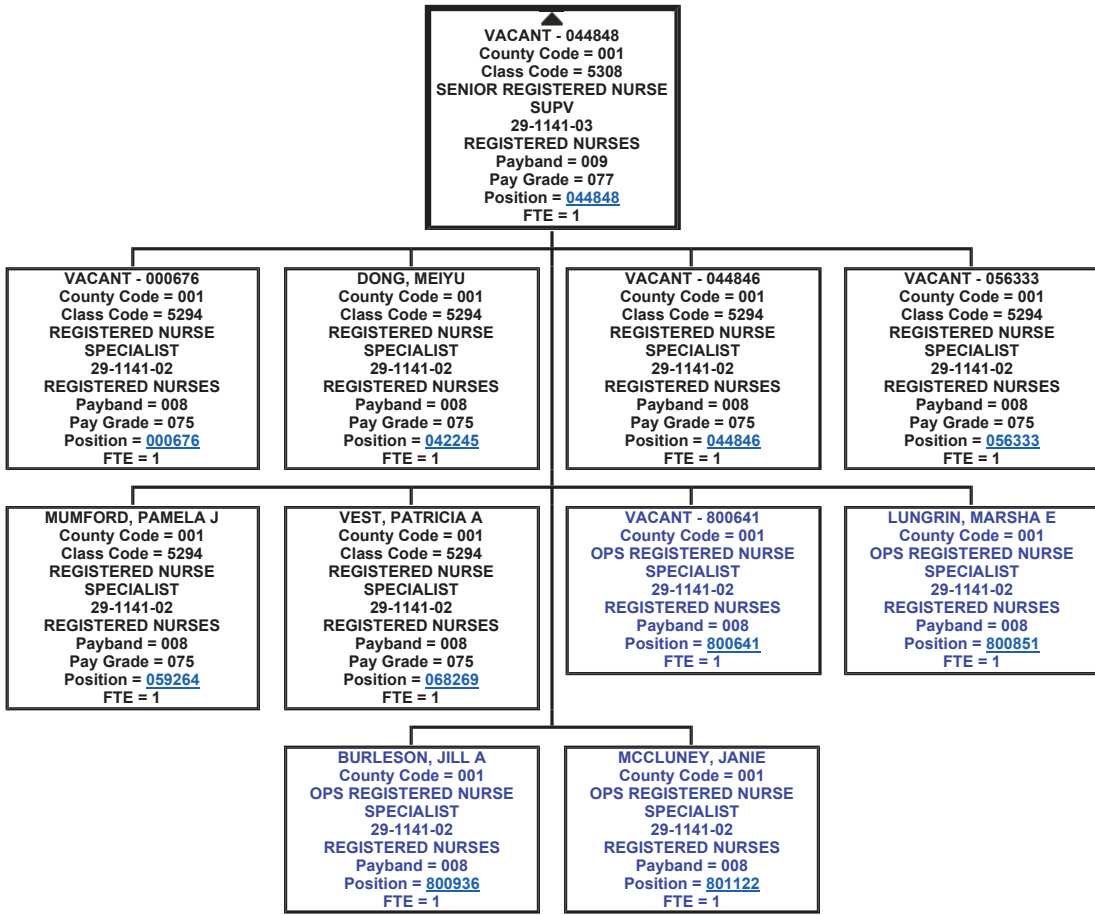 VACANT - 044848
County Code = 001
Class Code = 5308
SENIOR REGISTERED NURSE
SUPV
29-1141-03
REGISTERED NURSES
Payband = 009
Pay Grade = 077
Position = 044848
FTE = 1
VACANT - 000676
County Code = 001
Class Code = 5294
REGISTERED NURSE
SPECIALIST
29-1141-02
REGISTERED NURSES
Payband = 008
Pay Grade = 075
Position = 000676
FTE = 1
DONG, MEIYU
County Code = 001
Class Code = 5294
REGISTERED NURSE
SPECIALIST
29-1141-02
REGISTERED NURSES
Payband = 008
Pay Grade = 075
Position = 042245
FTE = 1
VACANT - 044846
County Code = 001
Class Code = 5294
REGISTERED NURSE
SPECIALIST
29-1141-02
REGISTERED NURSES
Payband = 008
Pay Grade = 075
Position = 044846
FTE = 1
VACANT - 056333
County Code = 001
Class Code = 5294
REGISTERED NURSE
SPECIALIST
29-1141-02
REGISTERED NURSES
Payband = 008
Pay Grade = 075
Position = 056333
FTE = 1
MUMFORD, PAMELA J
County Code = 001
Class Code = 5294
REGISTERED NURSE
SPECIALIST
29-1141-02
REGISTERED NURSES
Payband = 008
Pay Grade = 075
Position = 059264
FTE = 1
VEST, PATRICIA A
County Code = 001
Class Code = 5294
REGISTERED NURSE
SPECIALIST
29-1141-02
REGISTERED NURSES
Payband = 008
Pay Grade = 075
Position = 068269
FTE = 1
VACANT - 800641
County Code = 001
OPS REGISTERED NURSE
SPECIALIST
29-1141-02
REGISTERED NURSES
Payband = 008
Position = 800641
FTE = 1
LUNGRIN, MARSHA E
County Code = 001
OPS REGISTERED NURSE
SPECIALIST
29-1141-02
REGISTERED NURSES
Payband = 008
Position = 800851
FTE = 1
BURLESON, JILL A
County Code = 001
OPS REGISTERED NURSE
SPECIALIST
29-1141-02
REGISTERED NURSES
Payband = 008
Position = 800936
FTE = 1
MCCLUNEY, JANIE
County Code = 001
OPS REGISTERED NURSE
SPECIALIST
29-1141-02
REGISTERED NURSES
Payband = 008
Position = 801122
FTE = 1